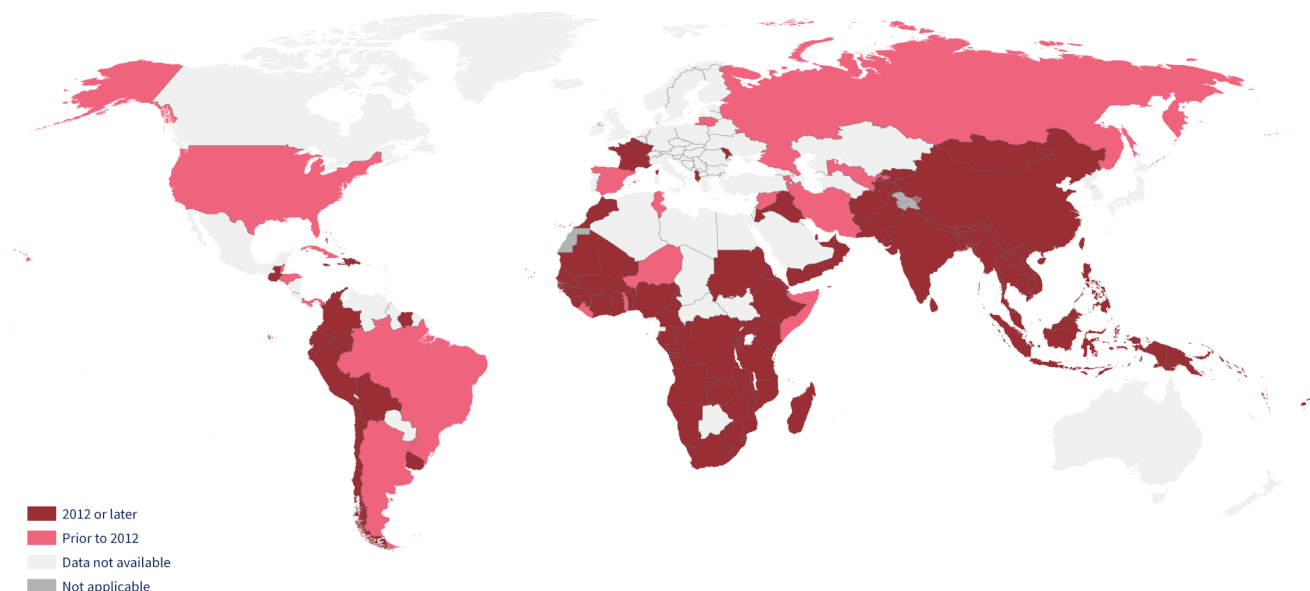 2012 or later
Prior to 2012
Data not available
Not applicable